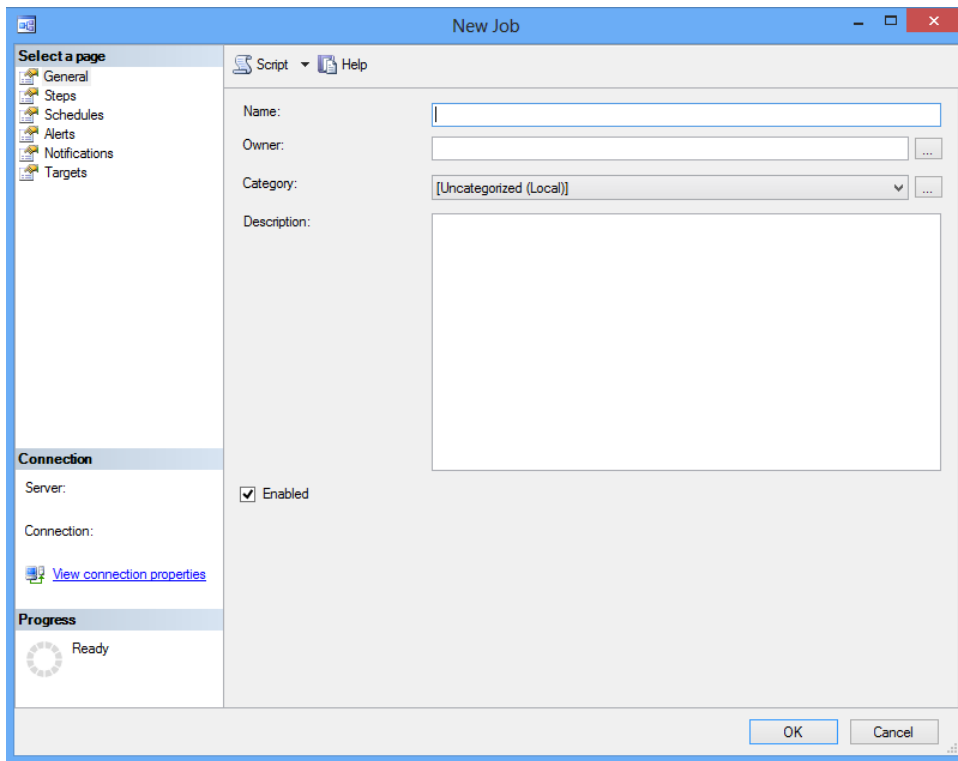 New Job
Select a page
General
Steps
Schedules
Alerts
Notifications
Targets
Script
Help
Name:
Owner:
...
Category:
[Uncategorized (Local)]
...
Description:
Enabled
Connection
Server:
Connection:
View connection properties
Progress
Ready
OK
Cancel